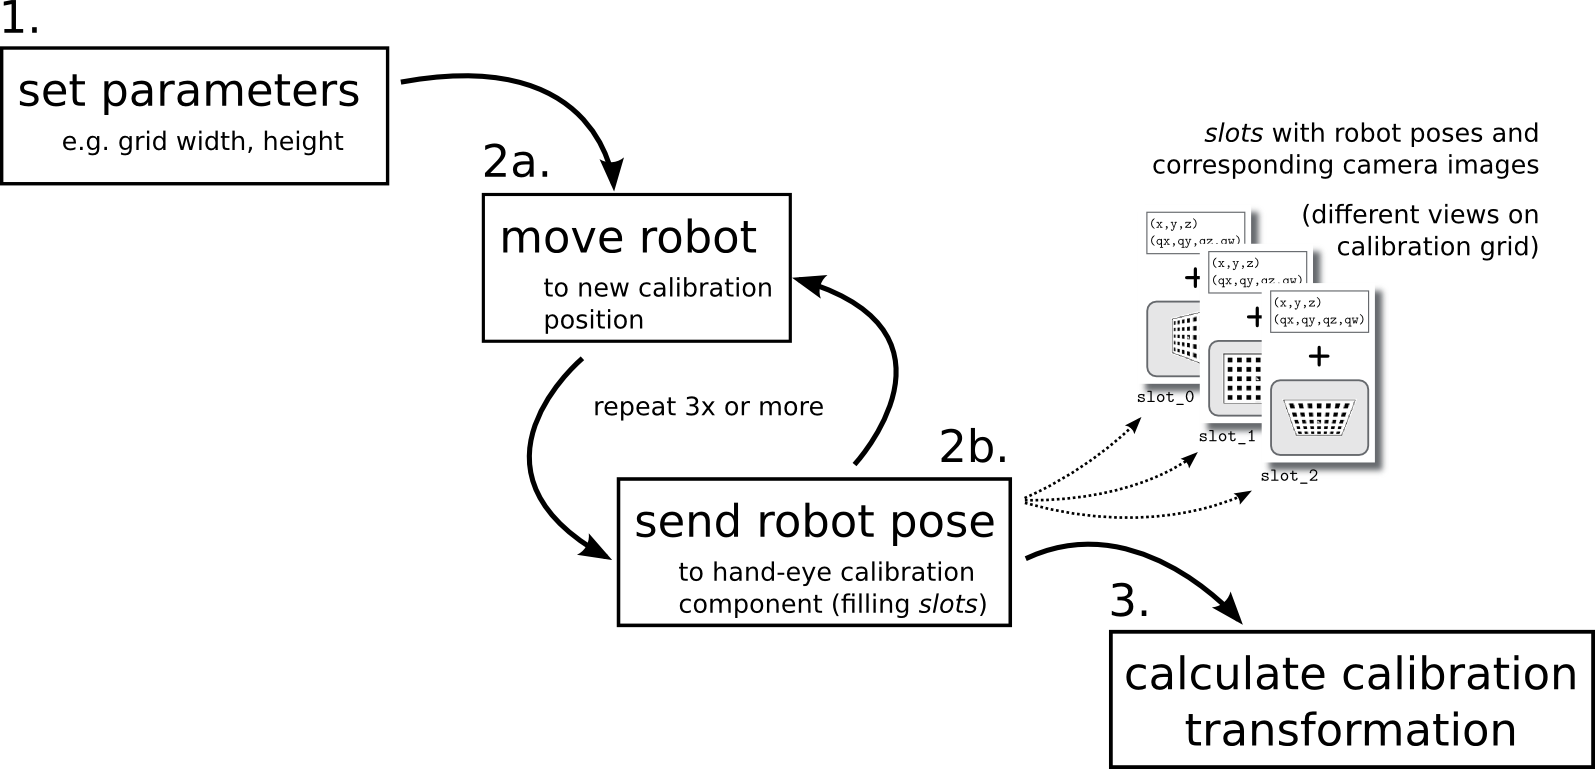 1.
set parameters
e.g. grid width, height
2a.
move robot
to new calibration
position
repeat 3x or more
2b.
send robot pose
to hand-eye calibration
component (filling slots)
slots with robot poses and
corresponding camera images
(different views on
calibration grid)
(x,y,z)
(qx,qy,qz,qw)
+
slot_0
(x,y,z)
(qx,qy,qz,qw)
+
slot_1
(x,y,z)
(qx,qy,qz,qw)
+
slot_2
3.
calculate calibration
transformation